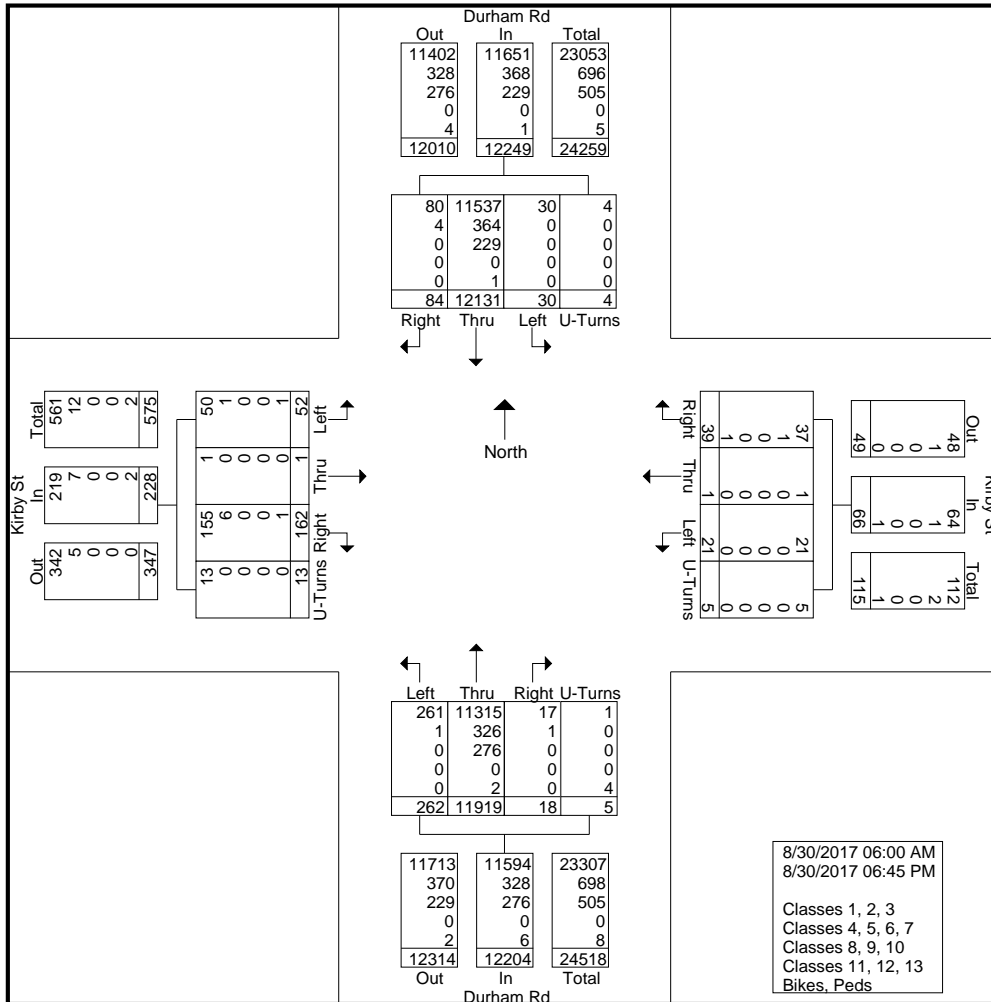 Durham Rd
Out In Total
11402 11651 23053
328 368 696
276 229 505
0 0 0
4 1 5
12010 12249 24259
80 11537 30 4
4 364 0 0
0 229 0 0
0 0 0 0
0 1 0 0
84 12131 30 4
Right Thru Left U-Turns
Kirby St
Total
561 12 0 0 2 575
In
219 7 0 0 2 228
Out
342 5 0 0 0 347
Left
50 1 0 0 1 52
Thru
1 0 0 0 0 1
Right
155 6 0 0 1 162
U-Turns
13 0 0 0 0 13
North
Right
37 1 0 0 1 39
Thru
1 0 0 0 0 1
Left
21 0 0 0 0 21
U-Turns
5 0 0 0 0 5
Kirby St
Out
48 1 0 0 0 49
In
64 1 0 0 1 66
Total
112 2 0 0 1 115
Left Thru Right U-Turns
261 11315 17 1
1 326 1 0
0 276 0 0
0 0 0 0
0 2 0 4
262 11919 18 5
11713 11594 23307
370 328 698
229 276 505
0 0 0
2 6 8
12314 12204 24518
Out In Total
Durham Rd
8/30/2017 06:00 AM
8/30/2017 06:45 PM
Classes 1, 2, 3
Classes 4, 5, 6, 7
Classes 8, 9, 10
Classes 11, 12, 13
Bikes, Peds